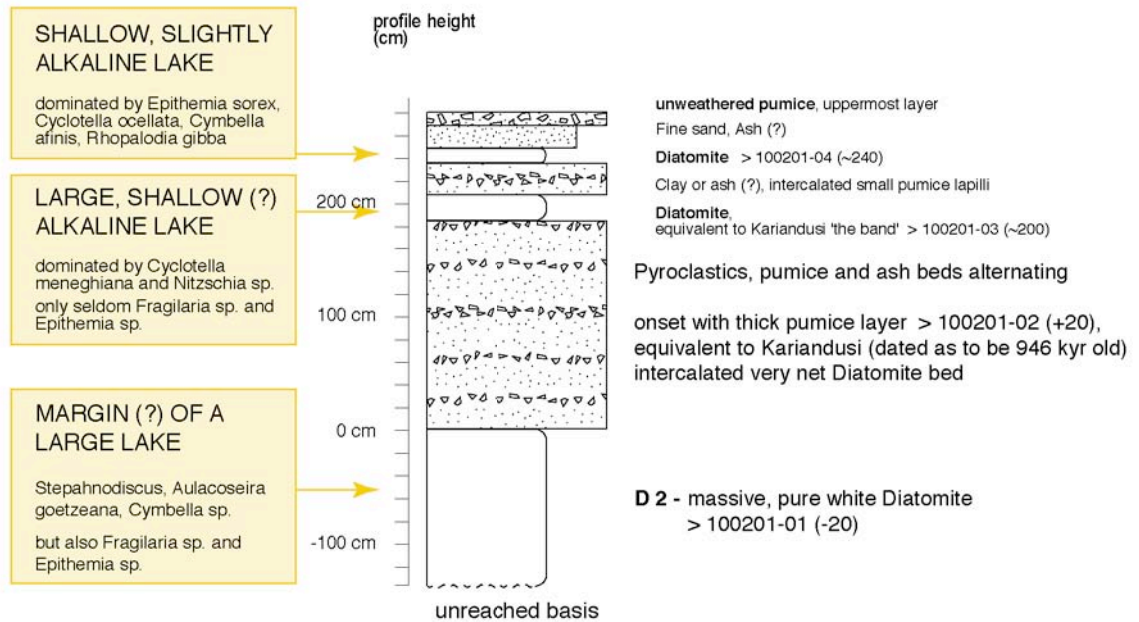 SHALLOW, SLIGHTLY
ALKALINE LAKE
dominated by Epithemia sorex,
Cyclotella ocellata, Cymbella
afinis, Rhopalodia gibba
LARGE, SHALLOW (?)
ALKALINE LAKE
dominated by Cyclotella
meneghiana and Nitzschia sp.
only seldom Fragilaria sp. and
Epithemia sp.
MARGIN (?) OF A
LARGE LAKE
Stepahnodiscus, Aulacoseira
goetzeana, Cymbella sp.
but also Fragilaria sp. and
Epithemia sp.
profile height
(cm)
200 cm
100 cm
0 cm
-100 cm
unreached basis
unweathered pumice, uppermost layer
Fine sand, Ash (?)
Diatomite > 100201-04 (~240)
Clay or ash (?), intercalated small pumice lapilli
Diatomite,
equivalent to Kariandusi 'the band' > 100201-03 (~200)
Pyroclastics, pumice and ash beds alternating
onset with thick pumice layer > 100201-02 (+20),
equivalent to Kariandusi (dated as to be 946 kyr old)
intercalated very net Diatomite bed
D 2 - massive, pure white Diatomite
> 100201-01 (-20)